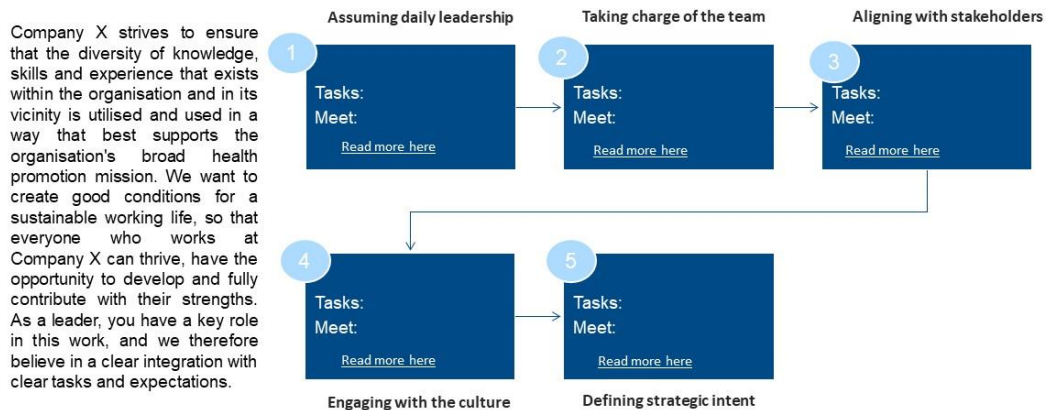 Company X strives to ensure
that the diversity of knowledge,
skills and experience that exists
within the organisation and in its
vicinity is utilised and used in a
way that best supports the
organisation's broad health
promotion mission. We want to
create good conditions for a
sustainable working life, so that
everyone who works at
Company X can thrive, have the
opportunity to develop and fully
contribute with their strengths.
As a leader, you have a key role
in this work, and we therefore
believe in a clear integration with
clear tasks and expectations.
Assuming daily leadership
1
Tasks:
Meet:
Read more here
Taking charge of the team
2
Tasks:
Meet:
Read more here
Aligning with stakeholders
3
Tasks:
Meet:
Read more here
4
Tasks:
Meet:
Read more here
Engaging with the culture
5
Tasks:
Meet:
Read more here
Defining strategic intent